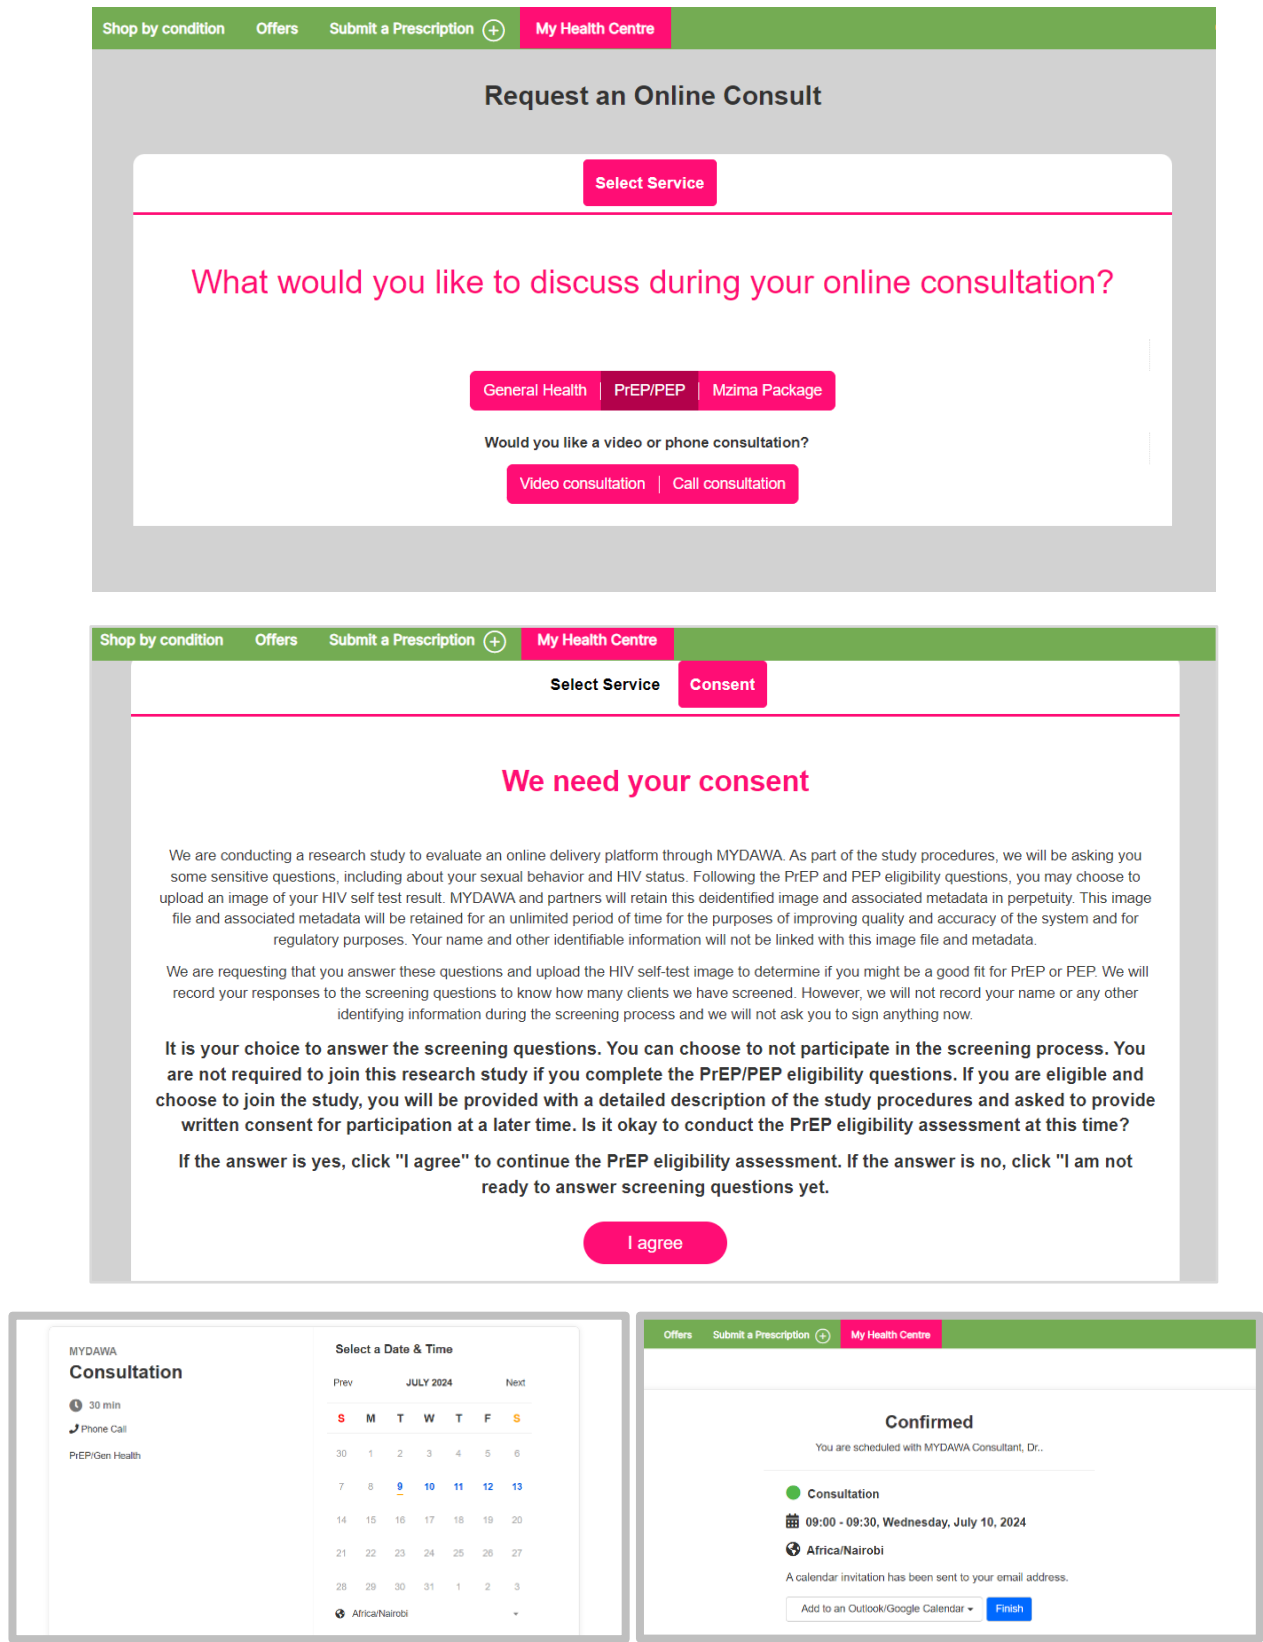 Shop by condition Offers Submit a Prescription My Health Centre
Request an Online Consult
Select Service
What would you like to discuss during your online consultation?
General Health PrEP/PEP Mzima Package
Would you like a video or phone consultation?
Video consultation Call consultation
Shop by condition Offers Submit a Prescription My Health Centre
Select Service Consent
We need your consent
We are conducting a research study to evaluate an online delivery platform through MYDAWA. As part of the study procedures, we will be asking you
some sensitive questions, including about your sexual behavior and HIV status. Following the PrEP and PEP eligibility questions, you may choose to
upload an image of your HIV self test result. MYDAWA and partners will retain this deidentified image and associated metadata in perpetuity. This image
file and associated metadata will be retained for an unlimited period of time for the purposes of improving quality and accuracy of the system and for
regulatory purposes. Your name and other identifiable information will not be linked with this image file and metadata.
We are requesting that you answer these questions and upload the HIV self-test image to determine if you might be a good fit for PrEP or PEP. We will
record your responses to the screening questions to know how many clients we have screened. However, we will not record your name or any other
identifying information during the screening process and we will not ask you to sign anything now.
It is your choice to answer the screening questions. You can choose to not participate in the screening process. You
are not required to join this research study if you complete the PrEP/PEP eligibility questions. If you are eligible and
choose to join the study, you will be provided with a detailed description of the study procedures and asked to provide
written consent for participation at a later time. Is it okay to conduct the PrEP eligibility assessment at this time?
If the answer is yes, click "I agree" to continue the PrEP eligibility assessment. If the answer is no, click "I am not
ready to answer screening questions yet.
I agree
MYDAWA
Consultation
30 min
Phone Call
PrEP/Gen Health
Select a Date & Time
Prev JULY 2024 Next
S M T W T F S
30 1 2 3 4 5 6
7 8 9 10 11 12 13
14 15 16 17 18 19 20
21 22 23 24 25 26 27
28 29 30 31 1 2 3
Africa/Nairobi
Offers Submit a Prescription My Health Centre
Confirmed
You are scheduled with MYDAWA Consultant, Dr..
Consultation
09:00 - 09:30, Wednesday, July 10, 2024
Africa/Nairobi
A calendar invitation has been sent to your email address.
Add to an Outlook/Google Calendar Finish